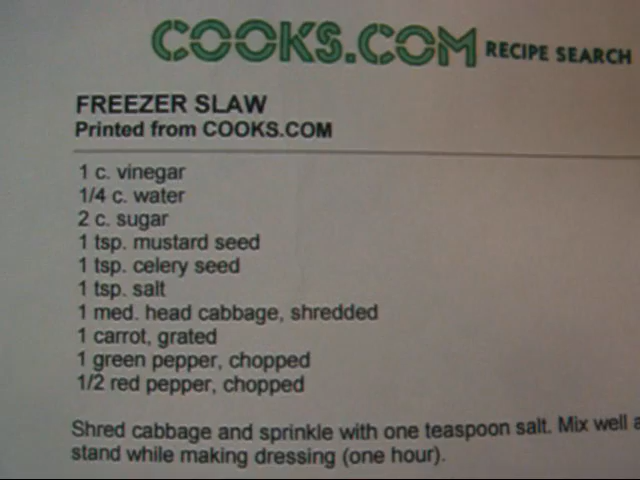 COOKS.COM RECIPE SEARCH
FREEZER SLAW
Printed from COOKS.COM
1 c. vinegar
1/4 c. water
2 c. sugar
1 tsp. mustard seed
1 tsp. celery seed
1 tsp. salt
1 med. head cabbage, shredded
1 carrot, grated
1 green pepper, chopped
1/2 red pepper, chopped
Shred cabbage and sprinkle with one teaspoon salt. Mix well
stand while making dressing (one hour).